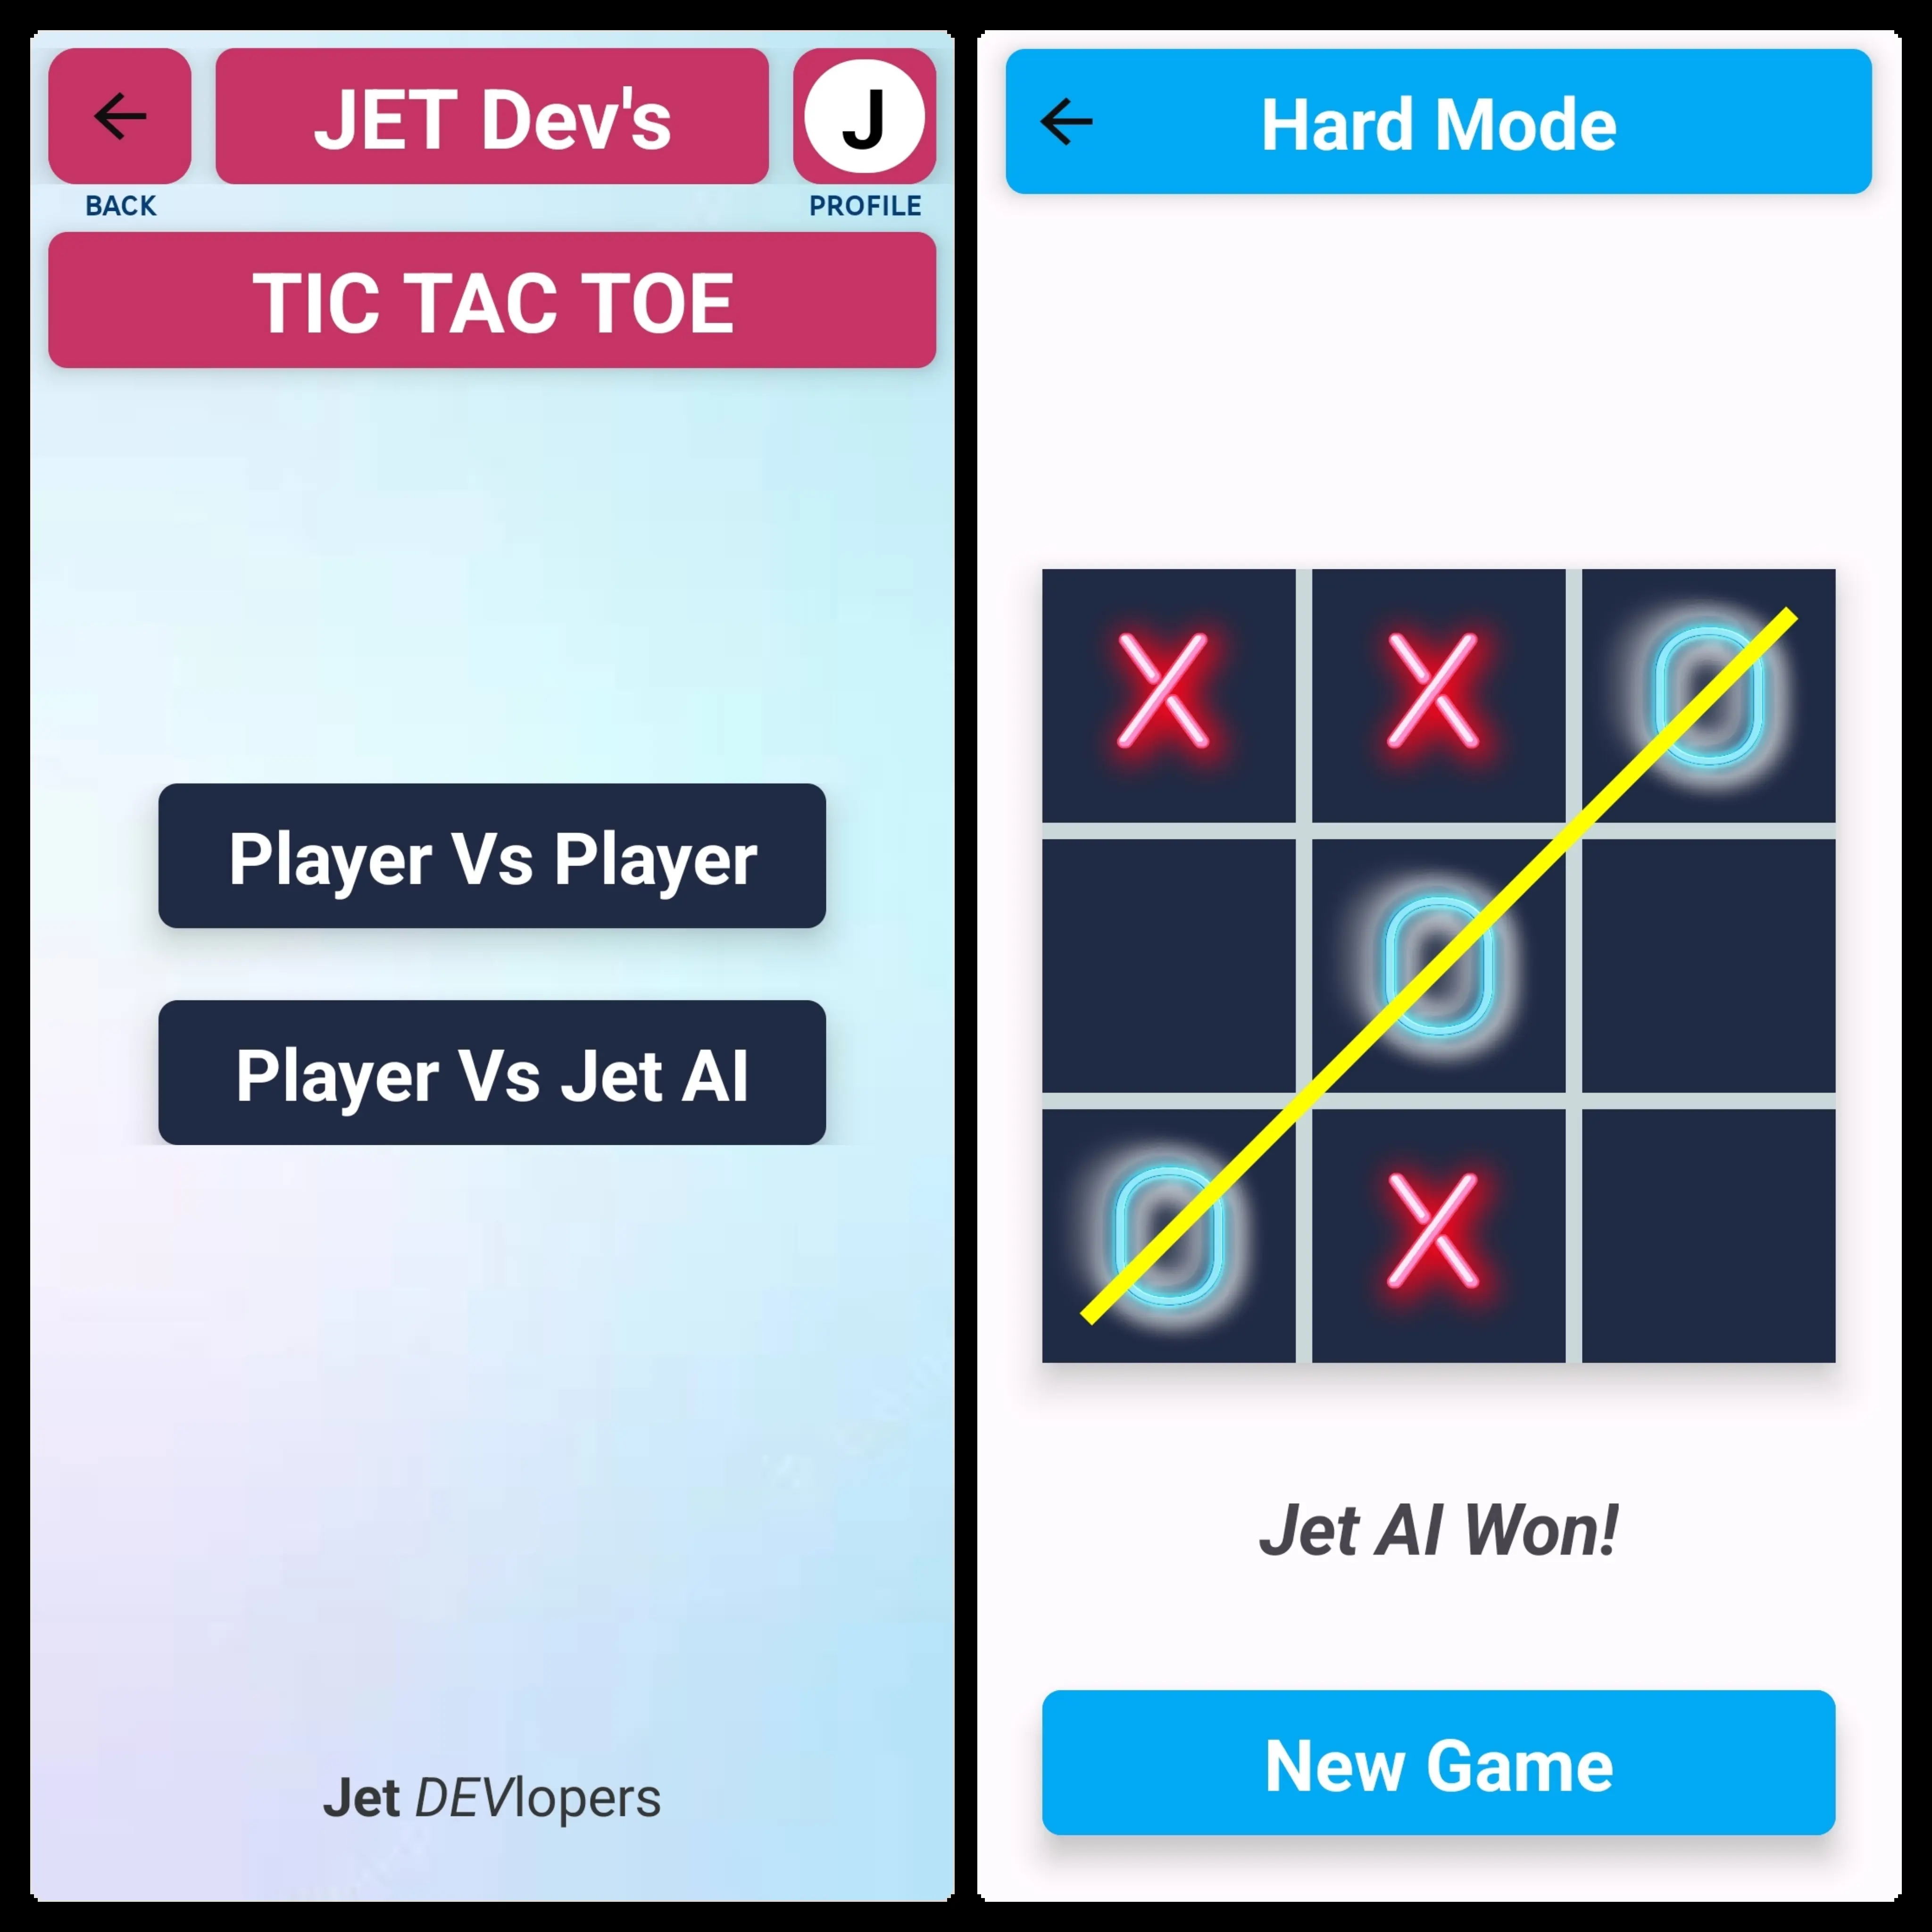 JET Dev's
J
BACK
PROFILE
TIC TAC TOE
Player Vs Player
Player Vs Jet AI
Jet DEVlopers
Hard Mode
X X O
O
O X
Jet AI Won!
New Game